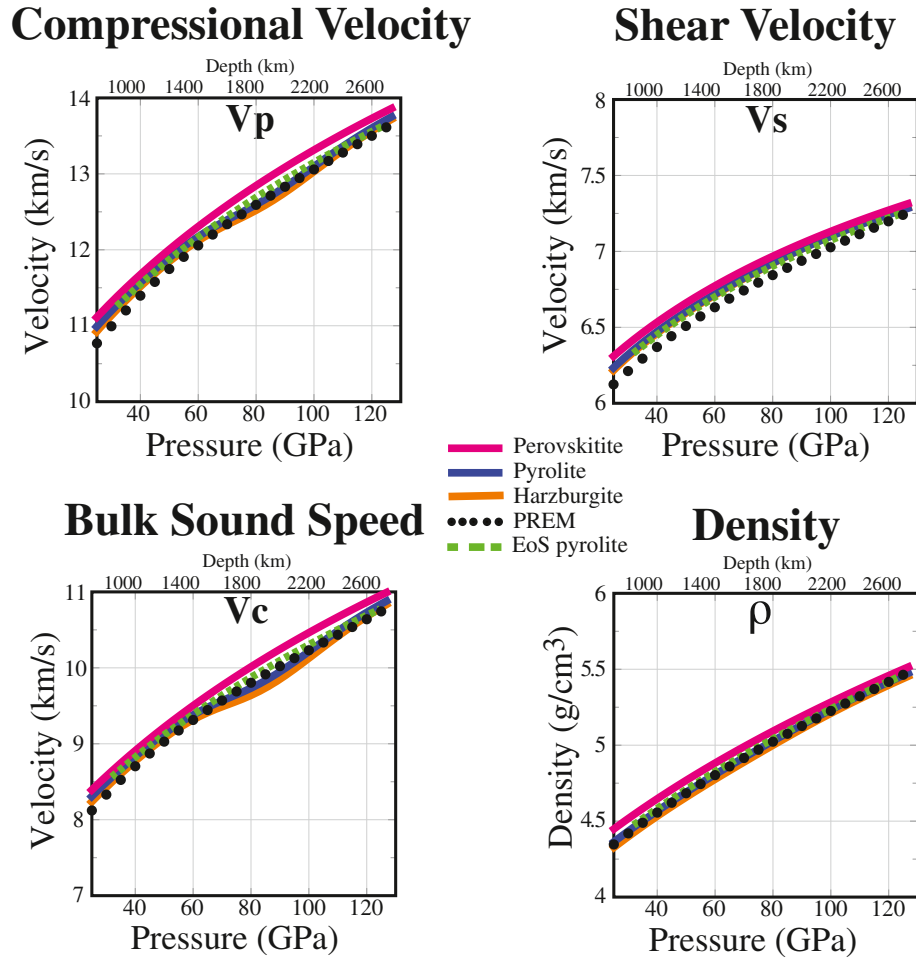 Compressional Velocity
Depth (km)
1000 1400 1800 2200 2600
Vp
14
13
12
11
10
Velocity (km/s)
40 60 80 100 120
Pressure (GPa)
Shear Velocity
Depth (km)
1000 1400 1800 2200 2600
Vs
8
7.5
7
6.5
6
Velocity (km/s)
40 60 80 100 120
Pressure (GPa)
Perovskitite
Pyrolite
Harzburgite
PREM
EoS pyrolite
Bulk Sound Speed
Depth (km)
1000 1400 1800 2200 2600
Vc
11
10
9
8
7
Velocity (km/s)
40 60 80 100 120
Pressure (GPa)
Density
Depth (km)
1000 1400 1800 2200 2600
ρ
6
5.5
5
4.5
4
Density (g/cm³)
40 60 80 100 120
Pressure (GPa)